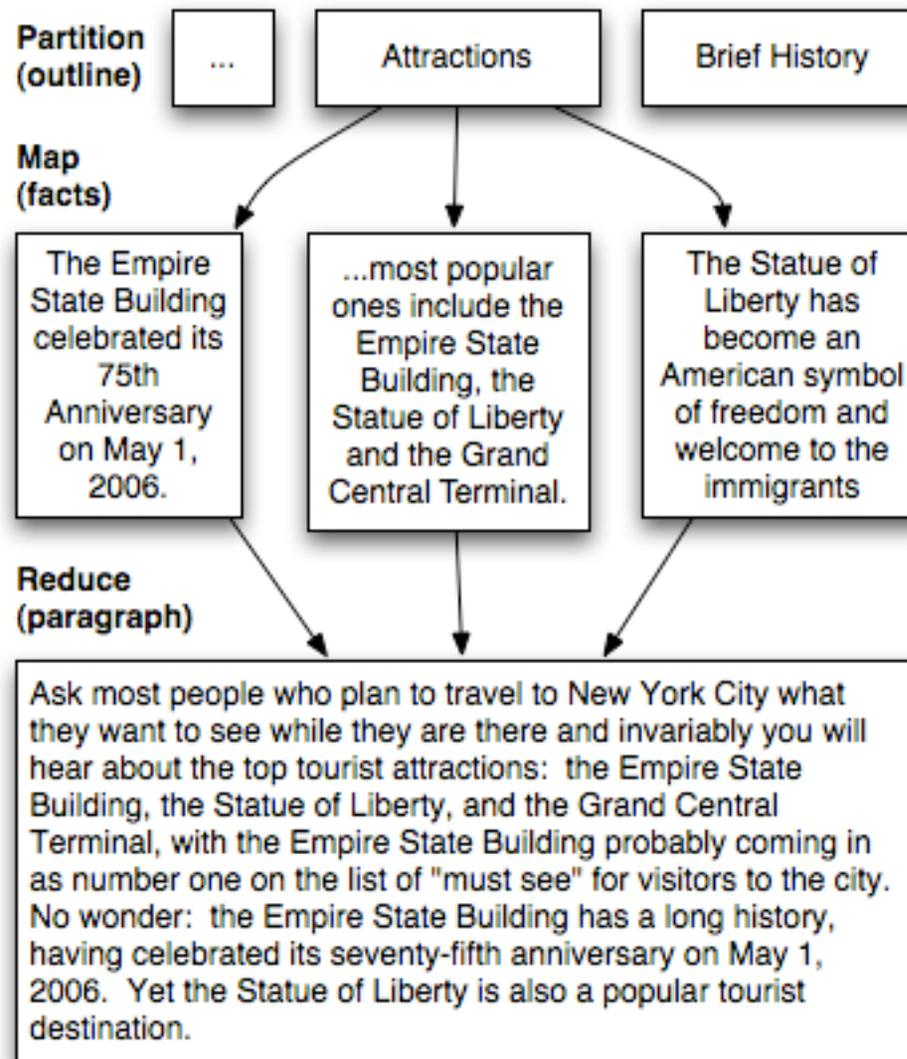 Partition
(outline)
...
Attractions
Brief History
Map
(facts)
The Empire
State Building
celebrated its
75th
Anniversary
on May 1,
2006.
...most popular
ones include the
Empire State
Building, the
Statue of Liberty
and the Grand
Central Terminal.
The Statue of
Liberty has
become an
American symbol
of freedom and
welcome to the
immigrants
Reduce
(paragraph)
Ask most people who plan to travel to New York City what
they want to see while they are there and invariably you will
hear about the top tourist attractions:  the Empire State
Building, the Statue of Liberty, and the Grand Central
Terminal, with the Empire State Building probably coming in
as number one on the list of "must see" for visitors to the city.
No wonder:  the Empire State Building has a long history,
having celebrated its seventy-fifth anniversary on May 1,
2006.  Yet the Statue of Liberty is also a popular tourist
destination.